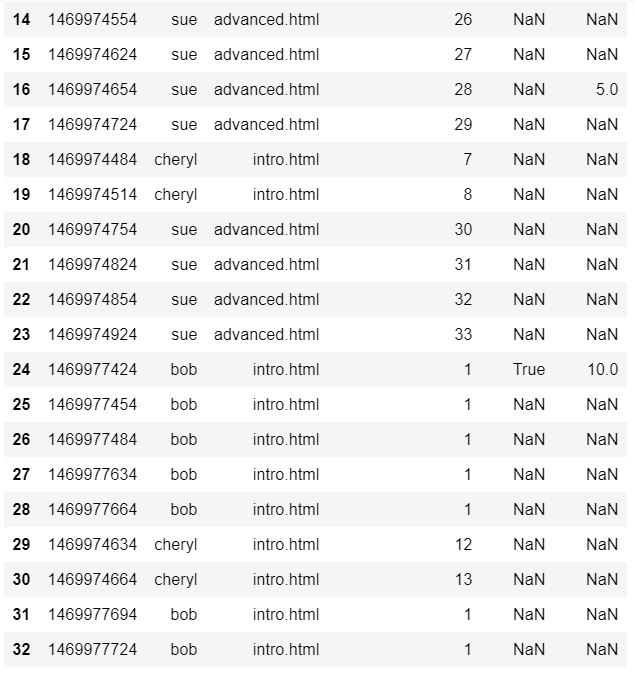 14 1469974554 sue advanced.html 26 NaN NaN
15 1469974624 sue advanced.html 27 NaN NaN
16 1469974654 sue advanced.html 28 NaN 5.0
17 1469974724 sue advanced.html 29 NaN NaN
18 1469974484 cheryl intro.html 7 NaN NaN
19 1469974514 cheryl intro.html 8 NaN NaN
20 1469974754 sue advanced.html 30 NaN NaN
21 1469974824 sue advanced.html 31 NaN NaN
22 1469974854 sue advanced.html 32 NaN NaN
23 1469974924 sue advanced.html 33 NaN NaN
24 1469977424 bob intro.html 1 True 10.0
25 1469977454 bob intro.html 1 NaN NaN
26 1469977484 bob intro.html 1 NaN NaN
27 1469977634 bob intro.html 1 NaN NaN
28 1469977664 bob intro.html 1 NaN NaN
29 1469974634 cheryl intro.html 12 NaN NaN
30 1469974664 cheryl intro.html 13 NaN NaN
31 1469977694 bob intro.html 1 NaN NaN
32 1469977724 bob intro.html 1 NaN NaN